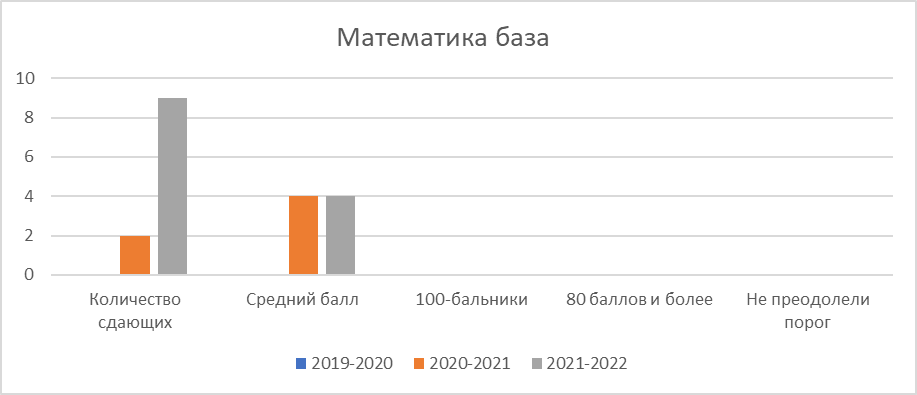 Математика база
10
8
6
4
2
0
Количество
сдающих
Средний балл
100-бальники
80 баллов и более
Не преодолели
порог
2019-2020
2020-2021
2021-2022